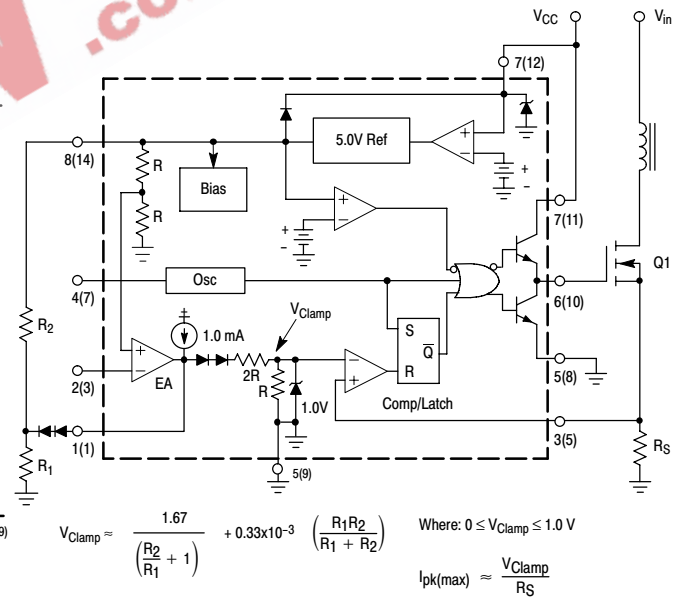 .co
VCC
Vin
7(12)
8(14)
R
5.0V Ref
+
−
+
-
Bias
R
+
−
+
-
7(11)
Q1
4(7)
Osc
6(10)
VClamp
R2
1.0 mA
S
Q
R
+
−
EA
2R
R
1.0V
−
+
Comp/Latch
2(3)
5(8)
1(1)
3(5)
R1
5(9)
RS
9)
VClamp ≈ 1.67 / (R2/R1 + 1) + 0.33x10−3 (R1R2 / R1 + R2) Where: 0 ≤ VClamp ≤ 1.0 V
Ipk(max) ≈ VClamp / RS